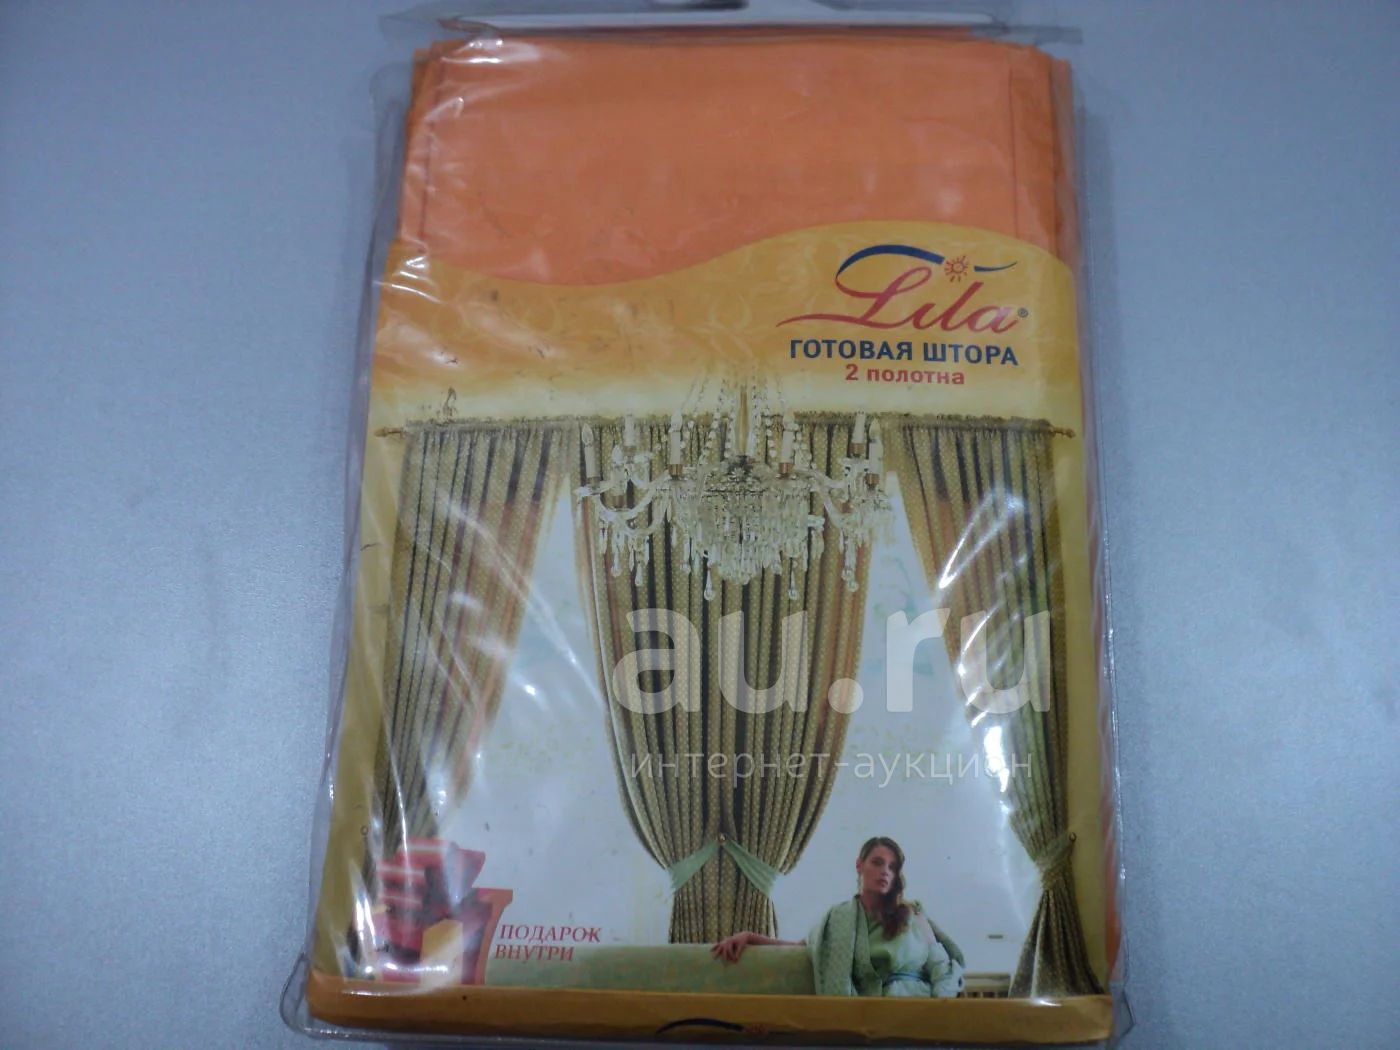 Lila®
ГОТОВАЯ ШТОРА
2 полотна
au.ru
интернет-аукцион
ПОДАРОК
ВНУТРИ